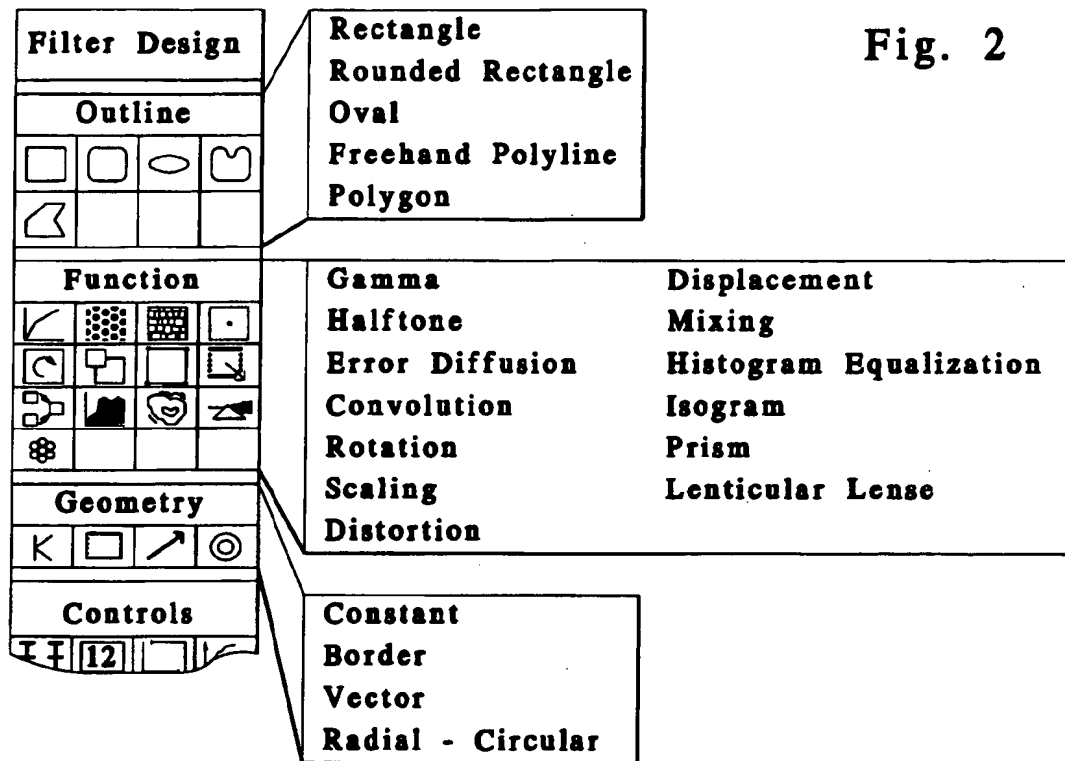 Fig. 2
Filter Design
Outline
Rectangle
Rounded Rectangle
Oval
Freehand Polyline
Polygon
Function
Gamma
Halftone
Error Diffusion
Convolution
Rotation
Scaling
Distortion
Displacement
Mixing
Histogram Equalization
Isogram
Prism
Lenticular Lense
Geometry
K
Constant
Border
Vector
Radial - Circular
Controls
12